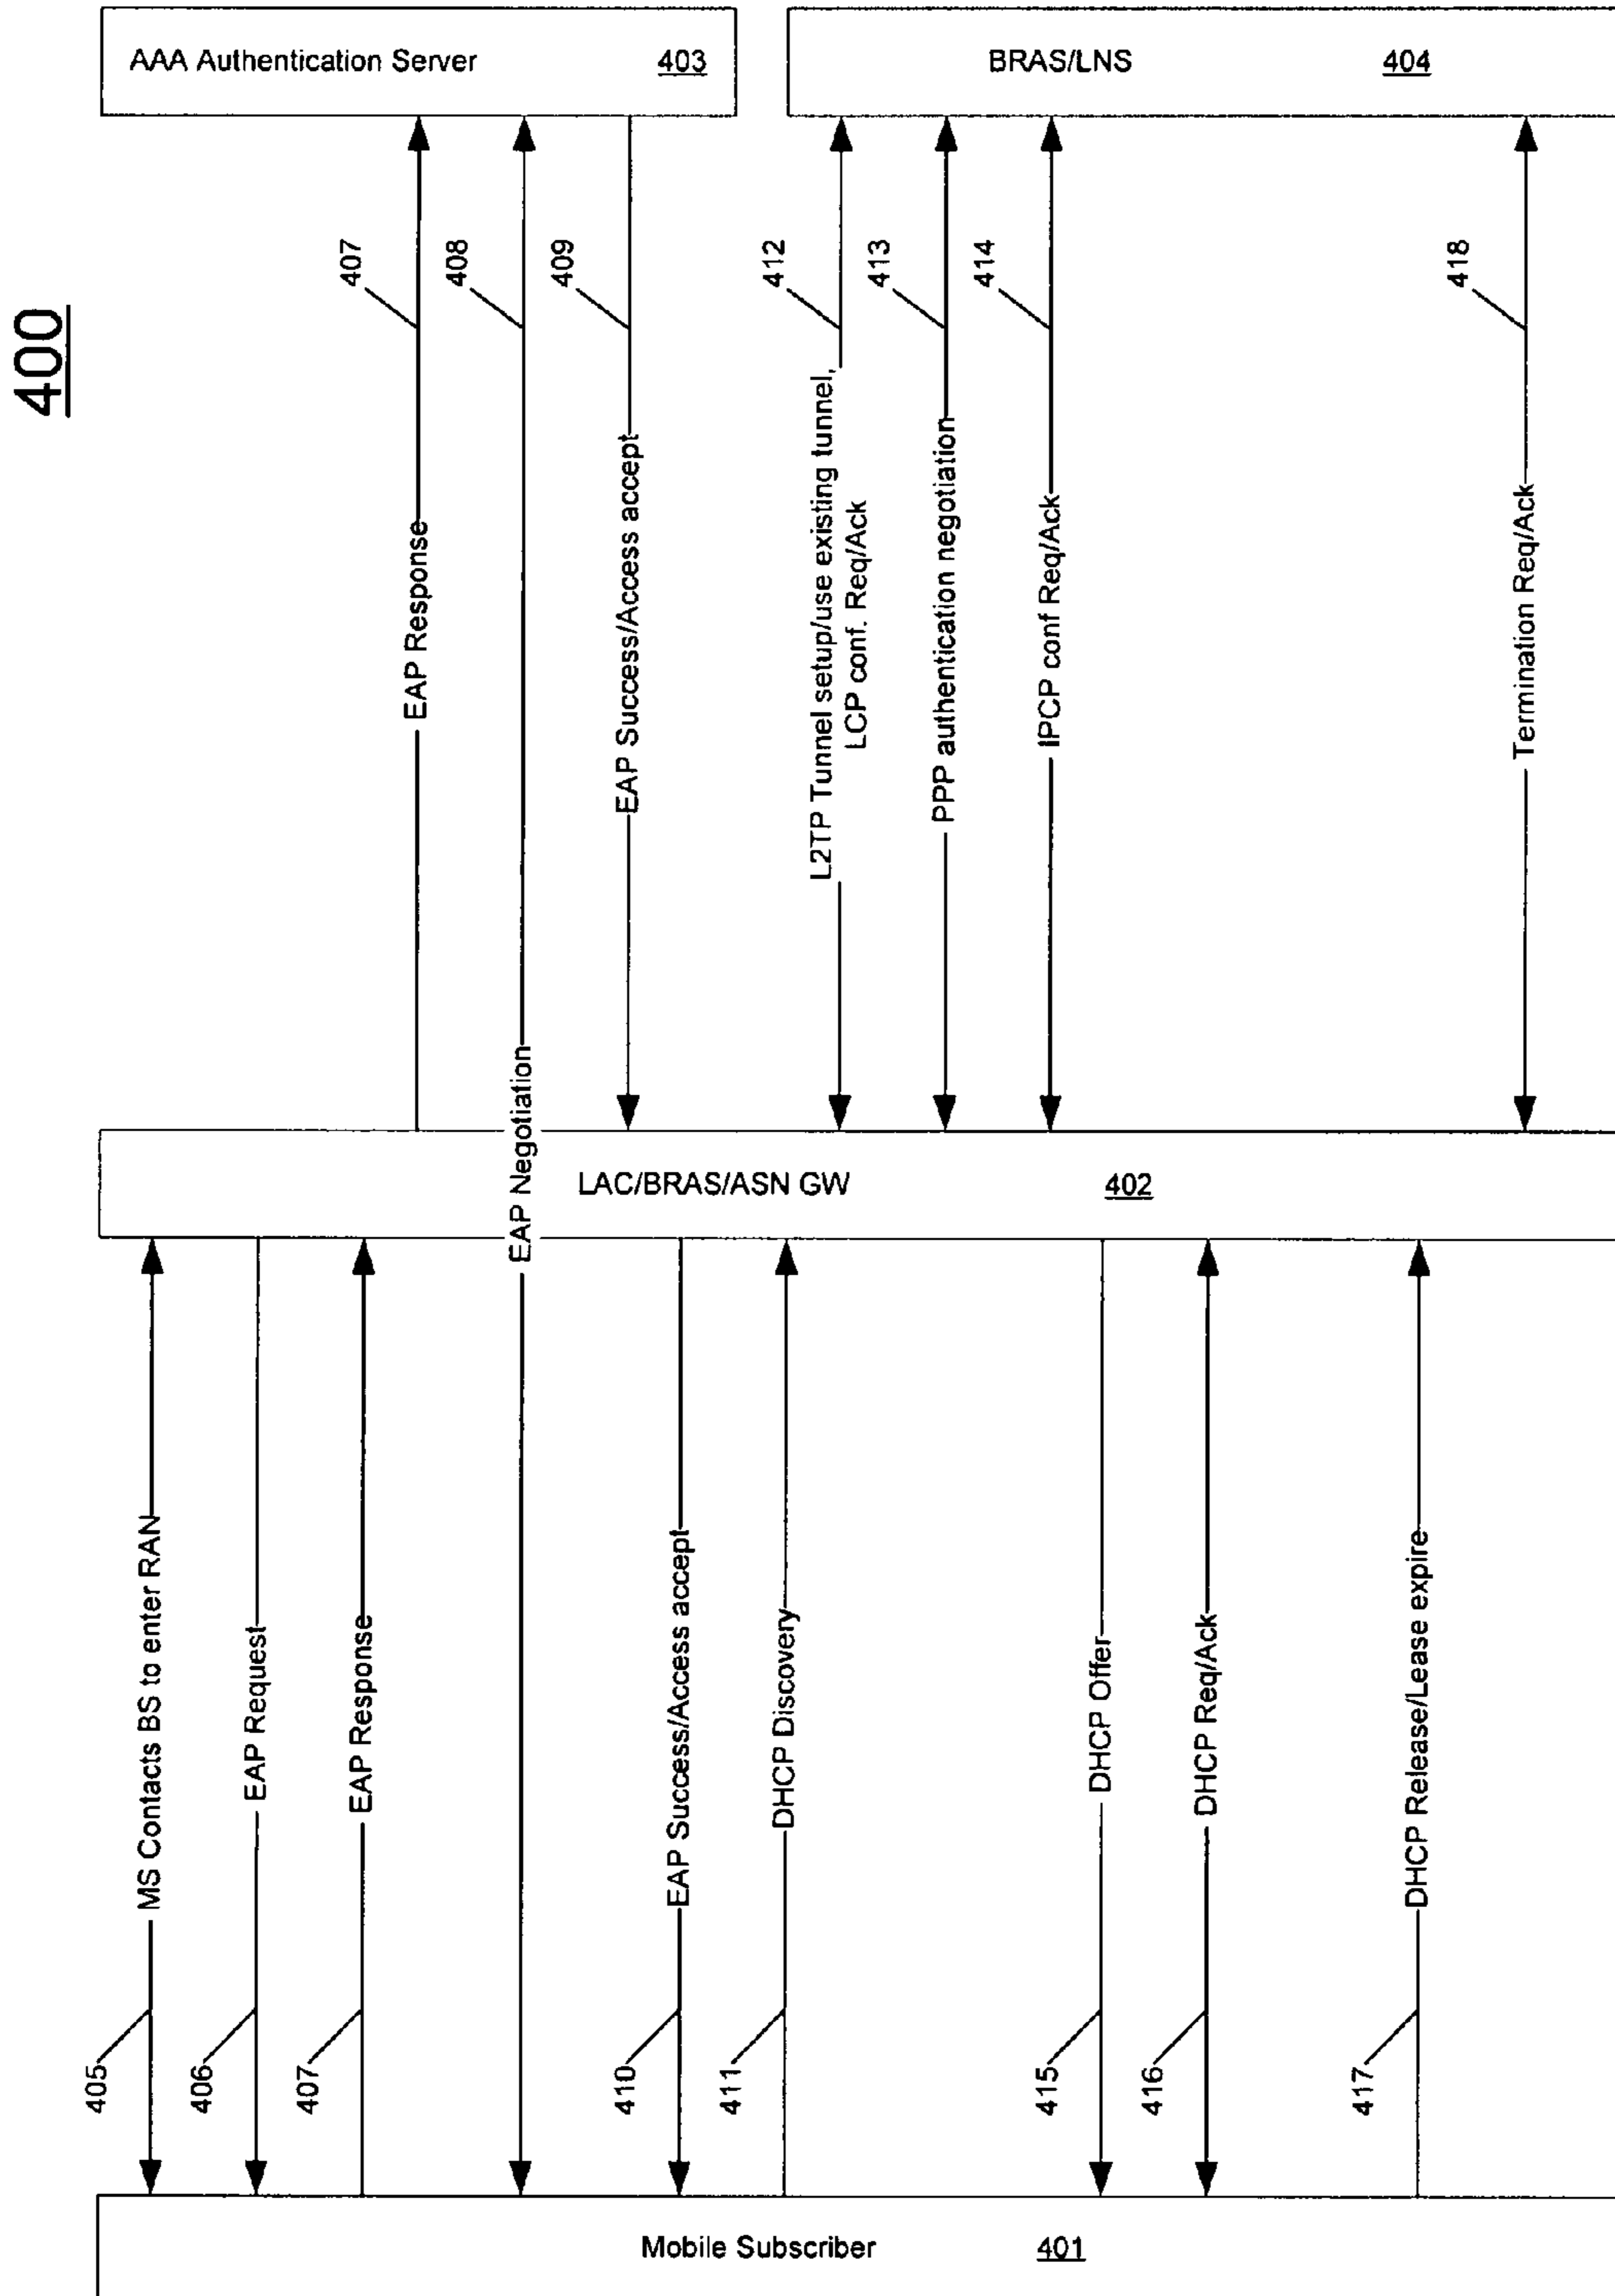 400
Mobile Subscriber 401
LAC/BRAS/ASN GW 402
AAA Authentication Server 403
BRAS/LNS 404
405
MS Contacts BS to enter RAN
406
EAP Request
407
EAP Response
EAP Response
407
EAP Negotiation
408
EAP Success/Access accept
409
410
EAP Success/Access accept
411
DHCP Discovery
L2TP Tunnel setup/use existing tunnel,
LCP conf. Req/Ack
412
PPP authentication negotiation
413
IPCP conf Req/Ack
414
415
DHCP Offer
416
DHCP Req/Ack
417
DHCP Release/Lease expire
Termination Req/Ack
418